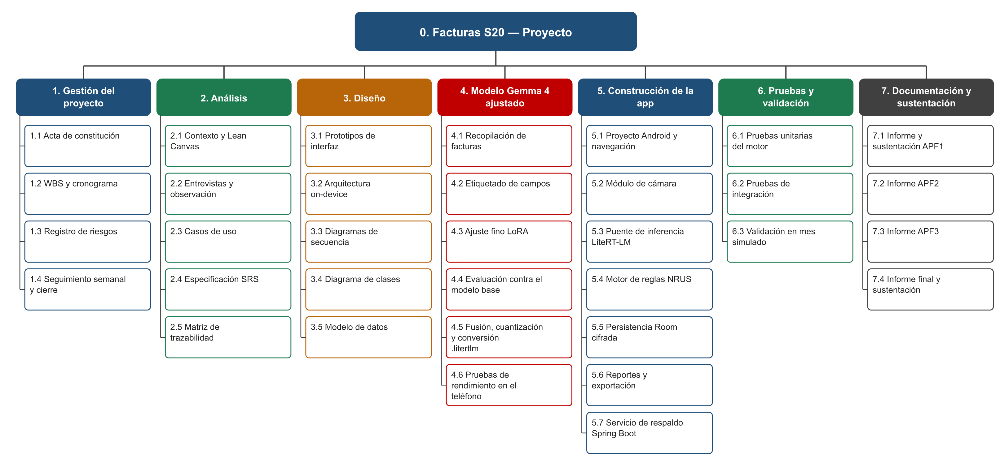 0. Facturas S20 — Proyecto
1. Gestión del
proyecto
1.1 Acta de constitución
1.2 WBS y cronograma
1.3 Registro de riesgos
1.4 Seguimiento semanal
y cierre
2. Análisis
2.1 Contexto y Lean
Canvas
2.2 Entrevistas y
observación
2.3 Casos de uso
2.4 Especificación SRS
2.5 Matriz de
trazabilidad
3. Diseño
3.1 Prototipos de
interfaz
3.2 Arquitectura
on-device
3.3 Diagramas de
secuencia
3.4 Diagrama de clases
3.5 Modelo de datos
4. Modelo Gemma 4
ajustado
4.1 Recopilación de
facturas
4.2 Etiquetado de campos
4.3 Ajuste fino LoRA
4.4 Evaluación contra el
modelo base
4.5 Fusión, cuantización
y conversión
.litertlm
4.6 Pruebas de
rendimiento en el
teléfono
5. Construcción de la
app
5.1 Proyecto Android y
navegación
5.2 Módulo de cámara
5.3 Puente de inferencia
LiteRT-LM
5.4 Motor de reglas NRUS
5.5 Persistencia Room
cifrada
5.6 Reportes y
exportación
5.7 Servicio de respaldo
Spring Boot
6. Pruebas y
validación
6.1 Pruebas unitarias
del motor
6.2 Pruebas de
integración
6.3 Validación en mes
simulado
7. Documentación y
sustentación
7.1 Informe y
sustentación APF1
7.2 Informe APF2
7.3 Informe APF3
7.4 Informe final y
sustentación